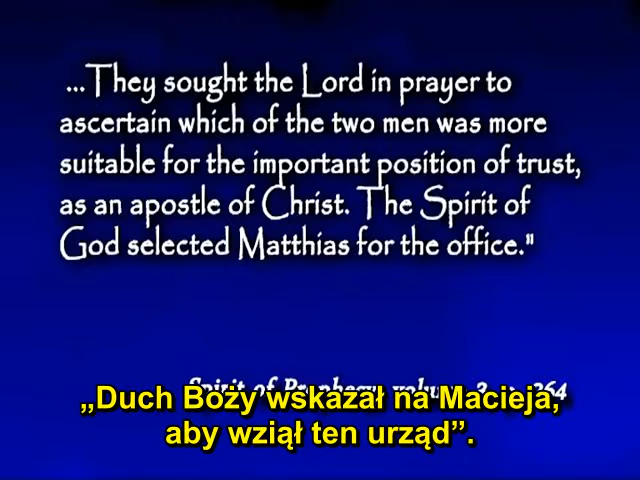 ...They sought the Lord in prayer to
ascertain which of the two men was more
suitable for the important position of trust,
as an apostle of Christ. The Spirit of
God selected Matthias for the office."
Spirit of Prophecy, volume 3 264
„Duch Boży wskazał na Macieja,
aby wziął ten urząd”.